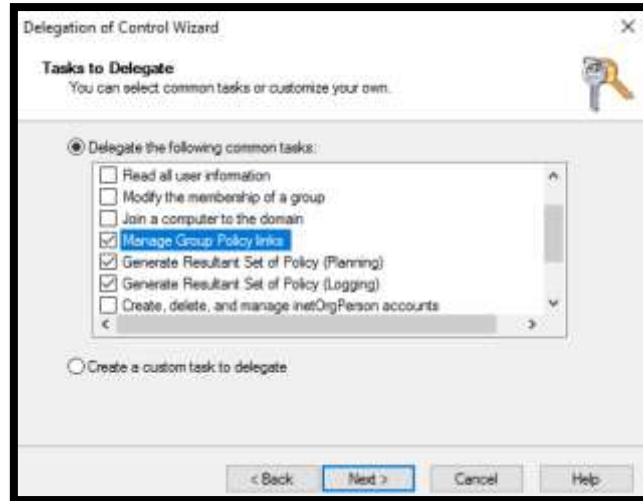 Delegation of Control Wizard
Tasks to Delegate
You can select common tasks or customize your own.
Delegate the following common tasks:
Read all user information
Modify the membership of a group
Join a computer to the domain
Manage Group Policy links
Generate Resultant Set of Policy (Planning)
Generate Resultant Set of Policy (Logging)
Create, delete, and manage inetOrgPerson accounts
Create a custom task to delegate
< Back Next > Cancel Help